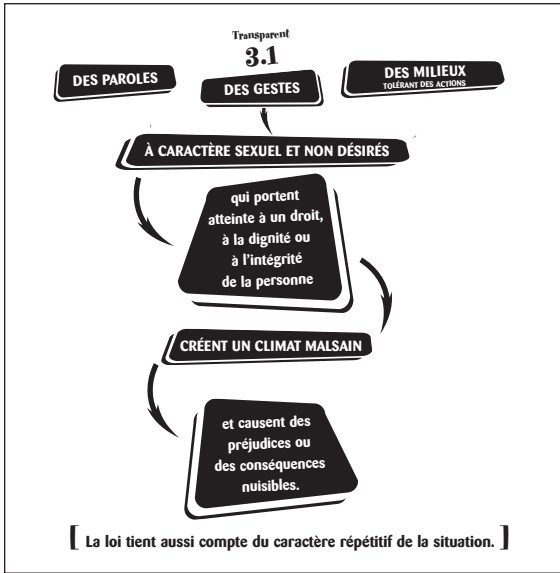 Transparent
3.1
DES PAROLES
DES GESTES
DES MILIEUX
TOLÉRANT DES ACTIONS
À CARACTÈRE SEXUEL ET NON DÉSIRÉS
qui portent
atteinte à un droit,
à la dignité ou
à l'intégrité
de la personne
CRÉENT UN CLIMAT MALSAIN
et causent des
préjudices ou
des conséquences
nuisibles.
[ La loi tient aussi compte du caractère répétitif de la situation. ]